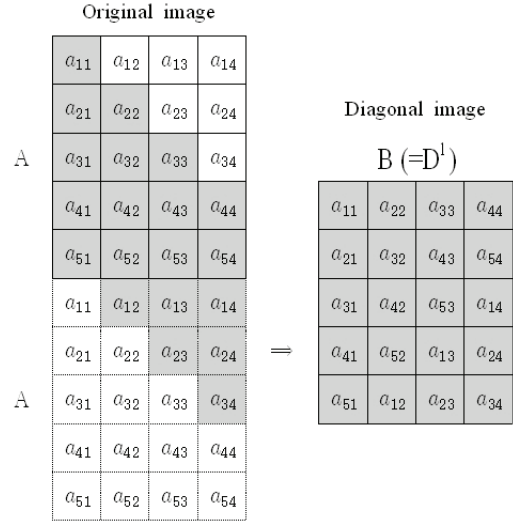 Original image
a11 a12 a13 a14
a21 a22 a23 a24
A a31 a32 a33 a34
a41 a42 a43 a44
a51 a52 a53 a54
a11 a12 a13 a14
a21 a22 a23 a24
A a31 a32 a33 a34
a41 a42 a43 a44
a51 a52 a53 a54
⇒
Diagonal image
B (=D¹)
a11 a22 a33 a44
a21 a32 a43 a54
a31 a42 a53 a14
a41 a52 a13 a24
a51 a12 a23 a34